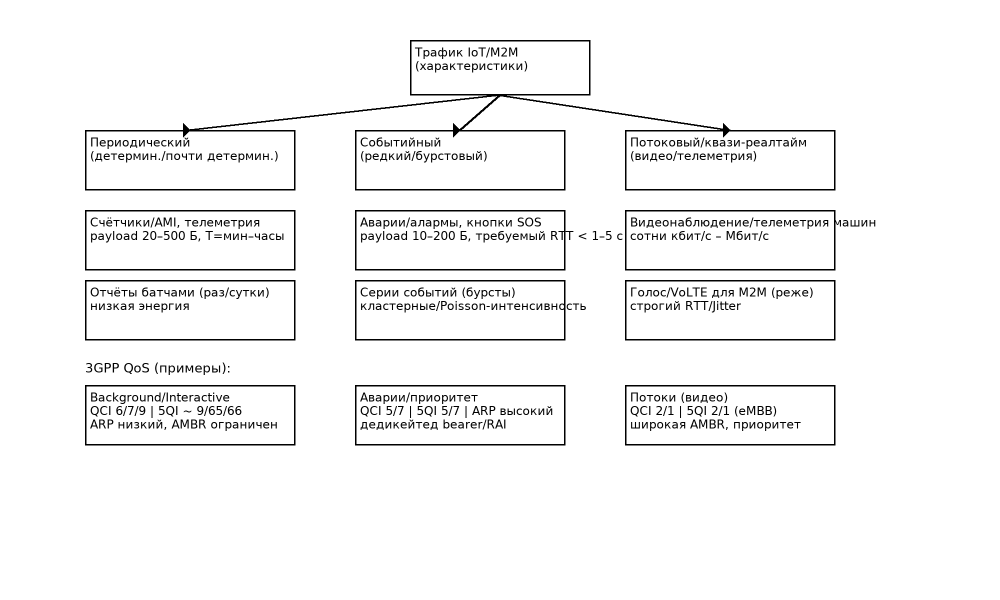 Трафик IoT/M2M
(характеристики)
Периодический
(детермин./почти детермин.)
Событийный
(редкий/бурстовый)
Потоковый/квази-реалтайм
(видео/телеметрия)
Счётчики/AMI, телеметрия
payload 20–500 Б, T=мин–часы
Аварии/алармы, кнопки SOS
payload 10–200 Б, требуемый RTT < 1–5 с
Видеонаблюдение/телеметрия машин
сотни кбит/с – Мбит/с
Отчёты батчами (раз/сутки)
низкая энергия
Серии событий (бурсты)
кластерные/Poisson-интенсивность
Голос/VoLTE для M2M (реже)
строгий RTT/Jitter
3GPP QoS (примеры):
Background/Interactive
QCI 6/7/9 | 5QI ~ 9/65/66
ARP низкий, AMBR ограничен
Аварии/приоритет
QCI 5/7 | 5QI 5/7 | ARP высокий
дедикейтед bearer/RAI
Потоки (видео)
QCI 2/1 | 5QI 2/1 (eMBB)
широкая AMBR, приоритет